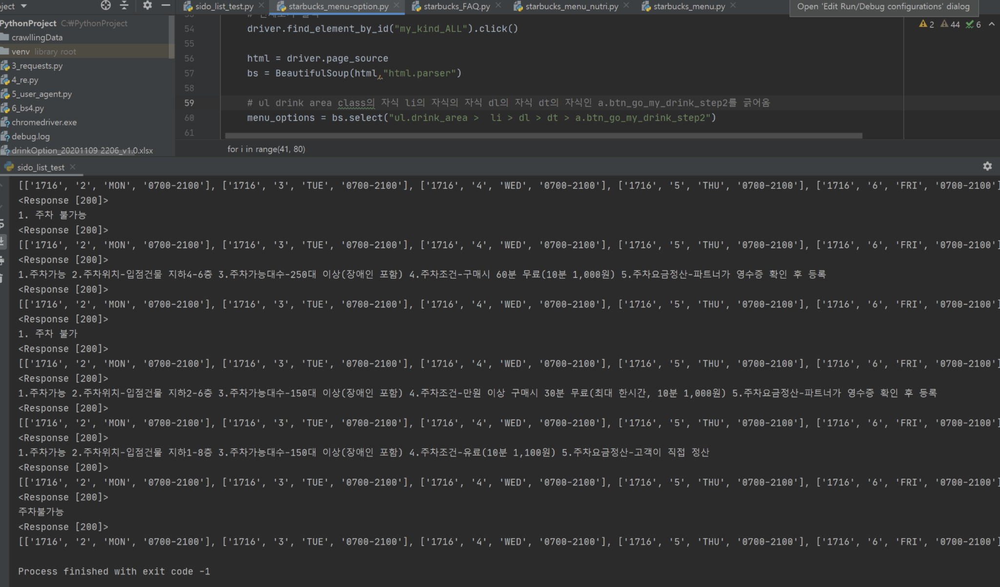 ject
sido_list_test.py
starbucks_menu-option.py
starbucks_FAQ.py
starbucks_menu_nutri.py
starbucks_menu.py
Open 'Edit Run/Debug configurations' dialog
PythonProject C:₩PythonProject
crawllingData
venv library root
3_requests.py
4_re.py
5_user_agent.py
6_bs4.py
chromedriver.exe
debug.log
drinkOption_20201109 2206_v1.0.xlsx
2 44 6
54 driver.find_element_by_id("my_kind_ALL").click()
55
56 html = driver.page_source
57 bs = BeautifulSoup(html,"html.parser")
58
59 # ul drink area class의 자식 li의 자식의 자식 dl의 자식 dt의 자식인 a.btn_go_my_drink_step2를 긁어옴
60 menu_options = bs.select("ul.drink_area >  li > dl > dt > a.btn_go_my_drink_step2")
61
for i in range(41, 80)
sido_list_test
[['1716', '2', 'MON', '0700-2100'], ['1716', '3', 'TUE', '0700-2100'], ['1716', '4', 'WED', '0700-2100'], ['1716', '5', 'THU', '0700-2100'], ['1716', '6', 'FRI', '0700-2100']
<Response [200]>
1. 주차 불가능
<Response [200]>
[['1716', '2', 'MON', '0700-2100'], ['1716', '3', 'TUE', '0700-2100'], ['1716', '4', 'WED', '0700-2100'], ['1716', '5', 'THU', '0700-2100'], ['1716', '6', 'FRI', '0700-2100']
<Response [200]>
1.주차가능 2.주차위치-입점건물 지하4-6층 3.주차가능대수-250대 이상(장애인 포함) 4.주차조건-구매시 60분 무료(10분 1,000원) 5.주차요금정산-파트너가 영수증 확인 후 등록
<Response [200]>
[['1716', '2', 'MON', '0700-2100'], ['1716', '3', 'TUE', '0700-2100'], ['1716', '4', 'WED', '0700-2100'], ['1716', '5', 'THU', '0700-2100'], ['1716', '6', 'FRI', '0700-2100']
<Response [200]>
1. 주차 불가
<Response [200]>
[['1716', '2', 'MON', '0700-2100'], ['1716', '3', 'TUE', '0700-2100'], ['1716', '4', 'WED', '0700-2100'], ['1716', '5', 'THU', '0700-2100'], ['1716', '6', 'FRI', '0700-2100']
<Response [200]>
1.주차가능 2.주차위치-입점건물 지하2-6층 3.주차가능대수-150대 이상(장애인 포함) 4.주차조건-만원 이상 구매시 30분 무료(최대 한시간, 10분 1,000원) 5.주차요금정산-파트너가 영수증 확인 후 등록
<Response [200]>
[['1716', '2', 'MON', '0700-2100'], ['1716', '3', 'TUE', '0700-2100'], ['1716', '4', 'WED', '0700-2100'], ['1716', '5', 'THU', '0700-2100'], ['1716', '6', 'FRI', '0700-2100']
<Response [200]>
1.주차가능 2.주차위치-입점건물 지하1-8층 3.주차가능대수-150대 이상(장애인 포함) 4.주차조건-유료(10분 1,100원) 5.주차요금정산-고객이 직접 정산
<Response [200]>
[['1716', '2', 'MON', '0700-2100'], ['1716', '3', 'TUE', '0700-2100'], ['1716', '4', 'WED', '0700-2100'], ['1716', '5', 'THU', '0700-2100'], ['1716', '6', 'FRI', '0700-2100']
<Response [200]>
주차불가능
<Response [200]>
[['1716', '2', 'MON', '0700-2100'], ['1716', '3', 'TUE', '0700-2100'], ['1716', '4', 'WED', '0700-2100'], ['1716', '5', 'THU', '0700-2100'], ['1716', '6', 'FRI', '0700-2100']
Process finished with exit code -1